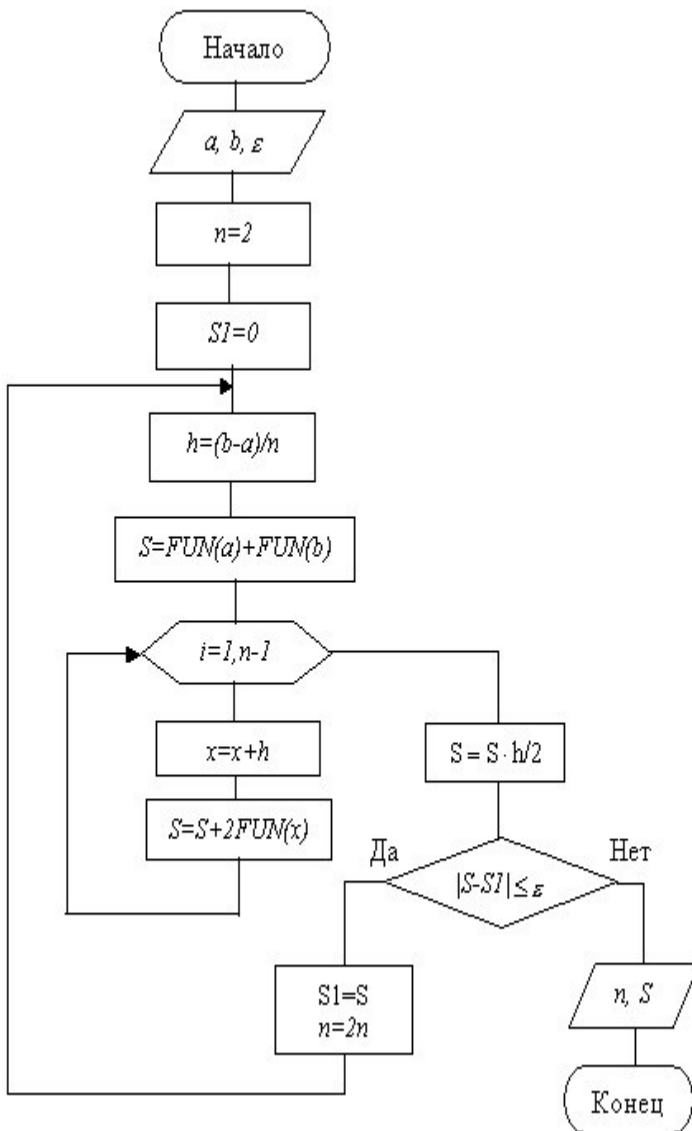 Начало
a, b, ε
n=2
S1=0
h=(b-a)/n
S=FUN(a)+FUN(b)
i=1,n-1
x=x+h
S = S · h/2
S=S+2FUN(x)
Да
Нет
|S-S1| ≤ ε
S1=S
n=2n
n, S
Конец